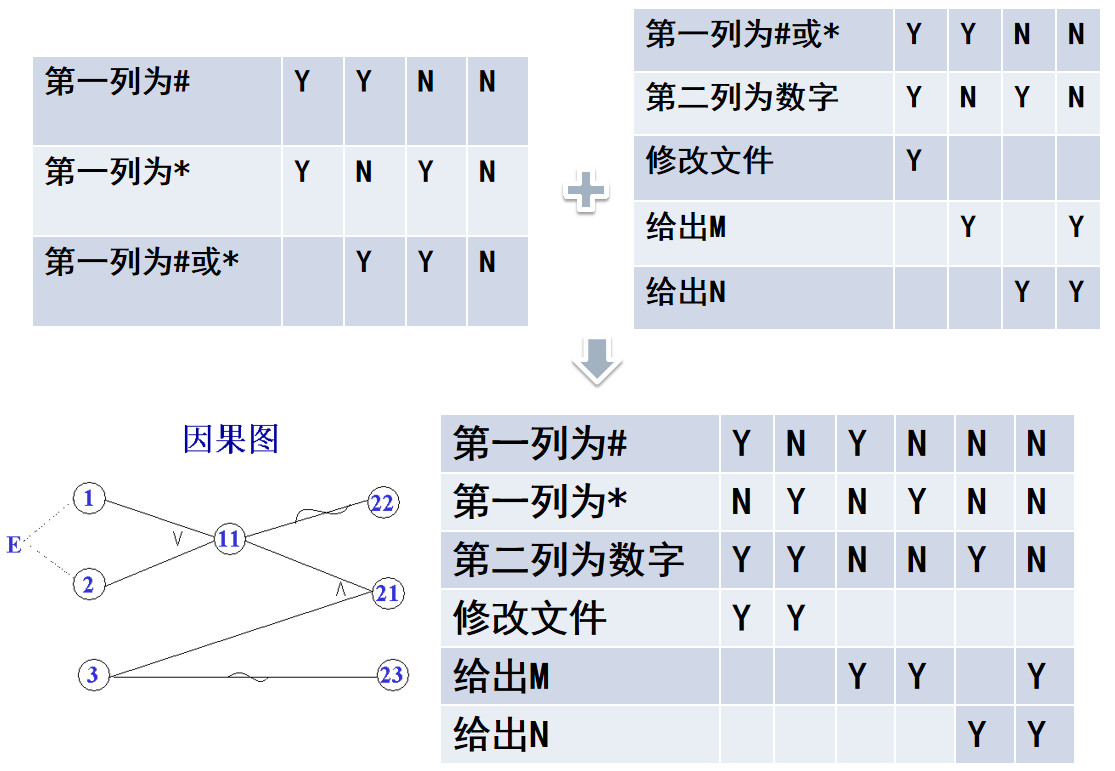 第一列为# Y Y N N
第一列为* Y N Y N
第一列为#或* Y Y N
第一列为#或* Y Y N N
第二列为数字 Y N Y N
修改文件 Y
给出M Y Y
给出N Y Y
因果图
1
2
3
E
11
22
21
23
∨
∧
第一列为# Y N Y N N N
第一列为* N Y N Y N N
第二列为数字 Y Y N N Y N
修改文件 Y Y
给出M Y Y Y
给出N Y Y